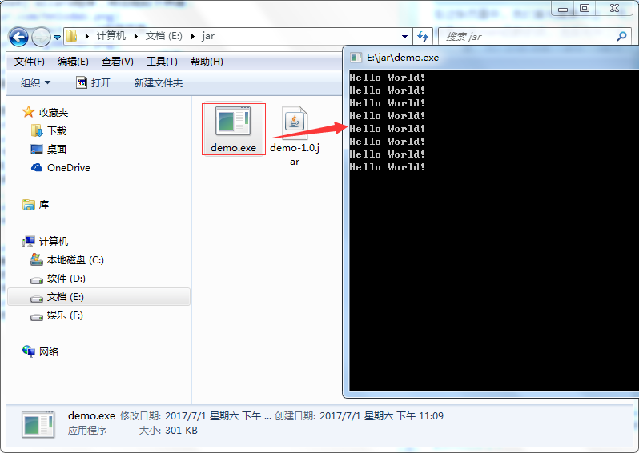 计算机 ▸ 文档 (E:) ▸ jar
搜索 jar
文件(F) 编辑(E) 查看(V) 工具(T) 帮助(H)
组织 打开 新建文件夹
E:\jar\demo.exe
Hello World!
Hello World!
Hello World!
Hello World!
Hello World!
Hello World!
Hello World!
Hello World!
收藏夹
下载
桌面
OneDrive
库
计算机
本地磁盘 (C:)
软件 (D:)
文档 (E:)
娱乐 (F:)
网络
demo.exe
demo-1.0.j
ar
demo.exe 修改日期: 2017/7/1 星期六 下午 ... 创建日期: 2017/7/1 星期六 下午 11:09
应用程序 大小: 301 KB